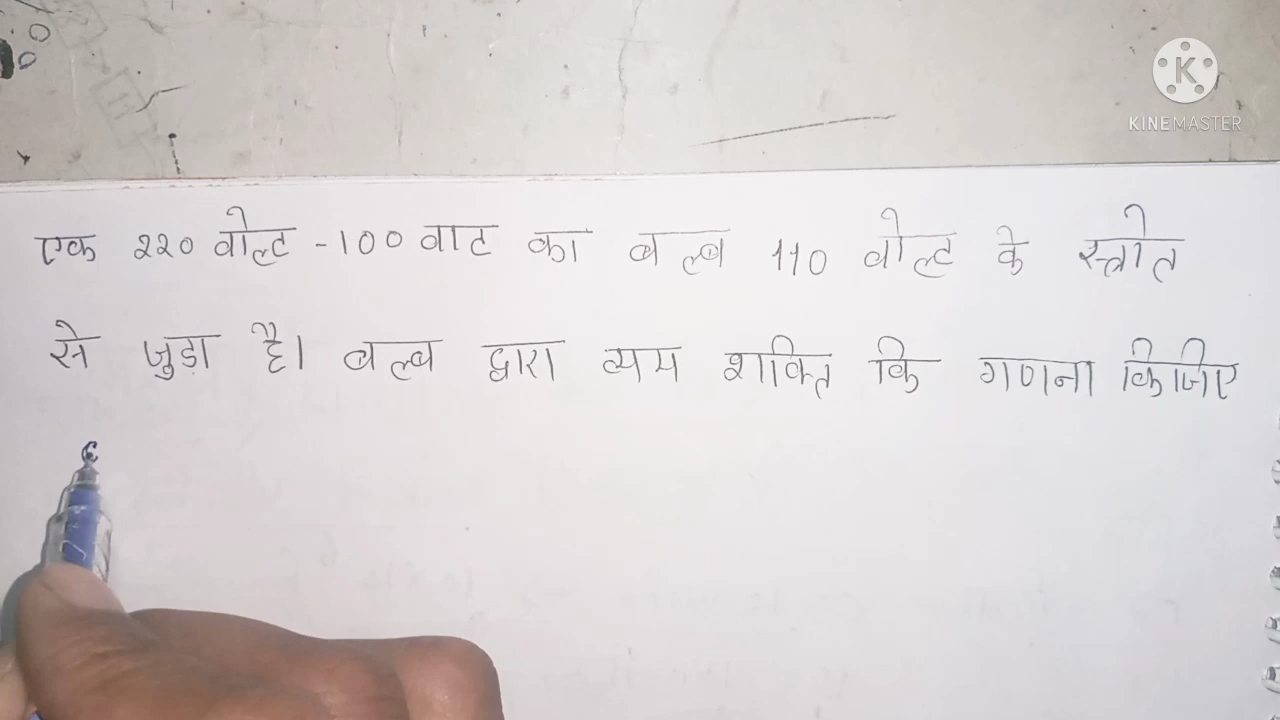 KINEMASTER
एक 220 वोल्ट -100 वाट का बल्ब 110 वोल्ट के स्त्रोत
से जुड़ा है। बल्ब द्वारा व्यय शक्ति कि गणना किजिए